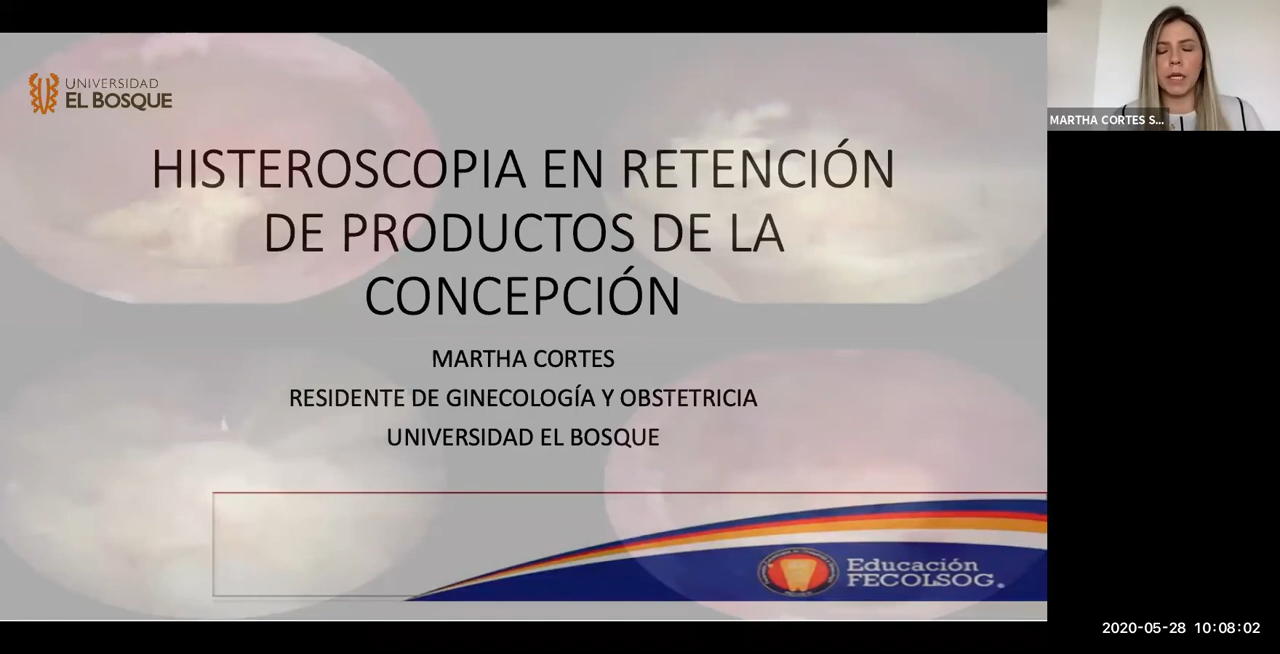 UNIVERSIDAD
EL BOSQUE
HISTEROSCOPIA EN RETENCIÓN
DE PRODUCTOS DE LA
CONCEPCIÓN
MARTHA CORTES
RESIDENTE DE GINECOLOGÍA Y OBSTETRICIA
UNIVERSIDAD EL BOSQUE
Educación
FECOLSOG®
MARTHA CORTES S...
2020-05-28 10:08:02